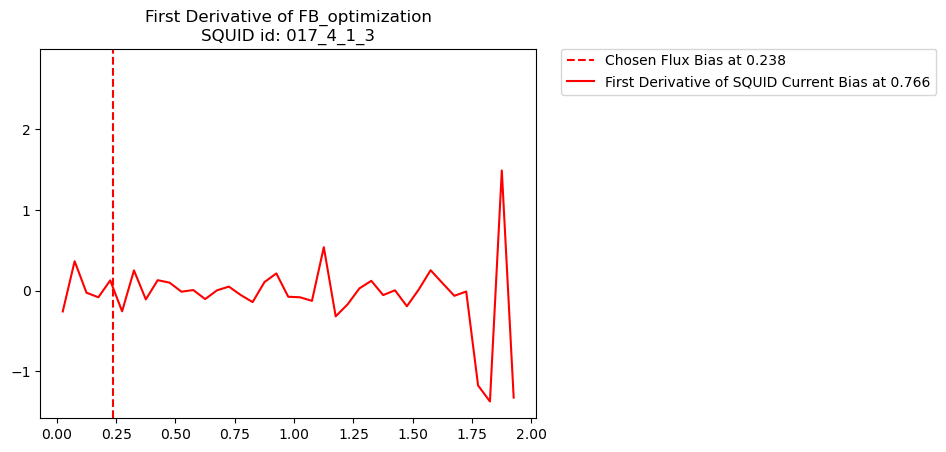 First Derivative of FB_optimization
SQUID id: 017_4_1_3
Chosen Flux Bias at 0.238
First Derivative of SQUID Current Bias at 0.766
2
1
0
−1
0.00 0.25 0.50 0.75 1.00 1.25 1.50 1.75 2.00